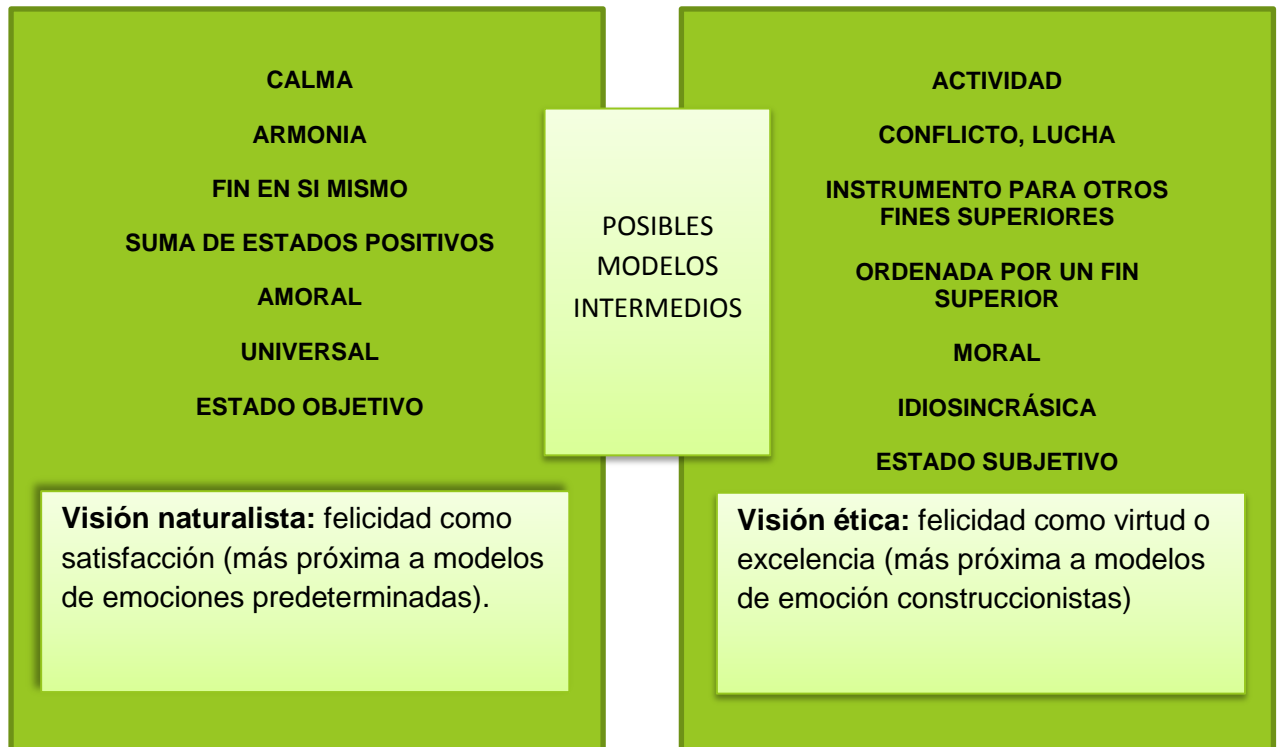 CALMA
ARMONIA
FIN EN SI MISMO
SUMA DE ESTADOS POSITIVOS
AMORAL
UNIVERSAL
ESTADO OBJETIVO
Visión naturalista: felicidad como
satisfacción (más próxima a modelos
de emociones predeterminadas).
POSIBLES
MODELOS
INTERMEDIOS
ACTIVIDAD
CONFLICTO, LUCHA
INSTRUMENTO PARA OTROS
FINES SUPERIORES
ORDENADA POR UN FIN
SUPERIOR
MORAL
IDIOSINCRÁSICA
ESTADO SUBJETIVO
Visión ética: felicidad como virtud o
excelencia (más próxima a modelos
de emoción construccionistas)